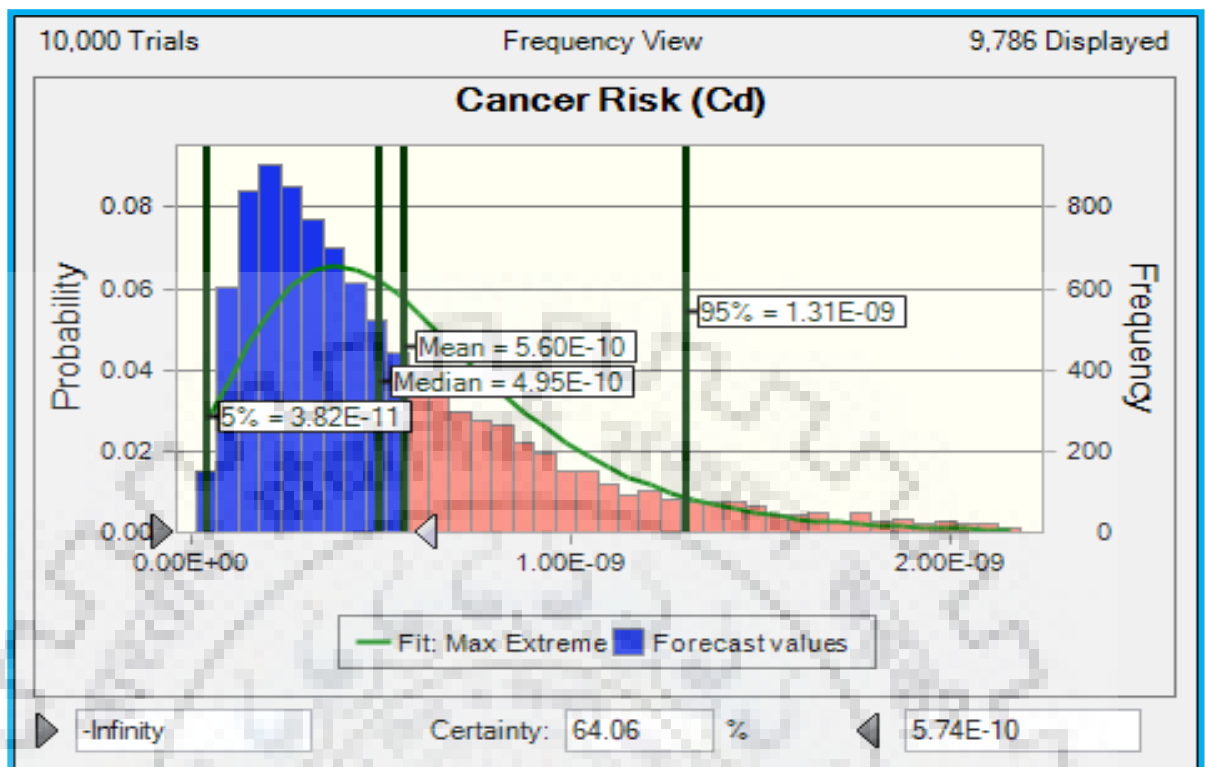 10,000 Trials Frequency View 9,786 Displayed
Cancer Risk (Cd)
Probability
Frequency
0.08 800
0.06 600
95% = 1.31E-09
Mean = 5.60E-10
0.04 400
Median = 4.95E-10
5% = 3.82E-11
0.02 200
0.00 0
0.00E+00 1.00E-09 2.00E-09
Fit: Max Extreme Forecast values
-Infinity Certainty: 64.06 % 5.74E-10